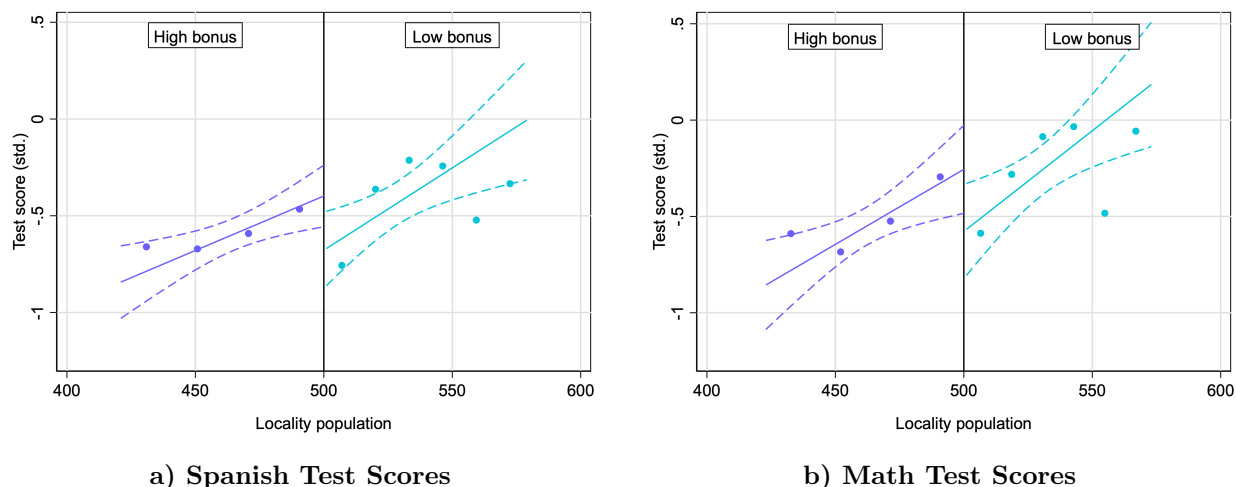 High bonus
Low bonus
Test score (std.)
.5
0
-.5
-1
400
450
500
550
600
Locality population
a) Spanish Test Scores
High bonus
Low bonus
Test score (std.)
.5
0
-.5
-1
400
450
500
550
600
Locality population
b) Math Test Scores